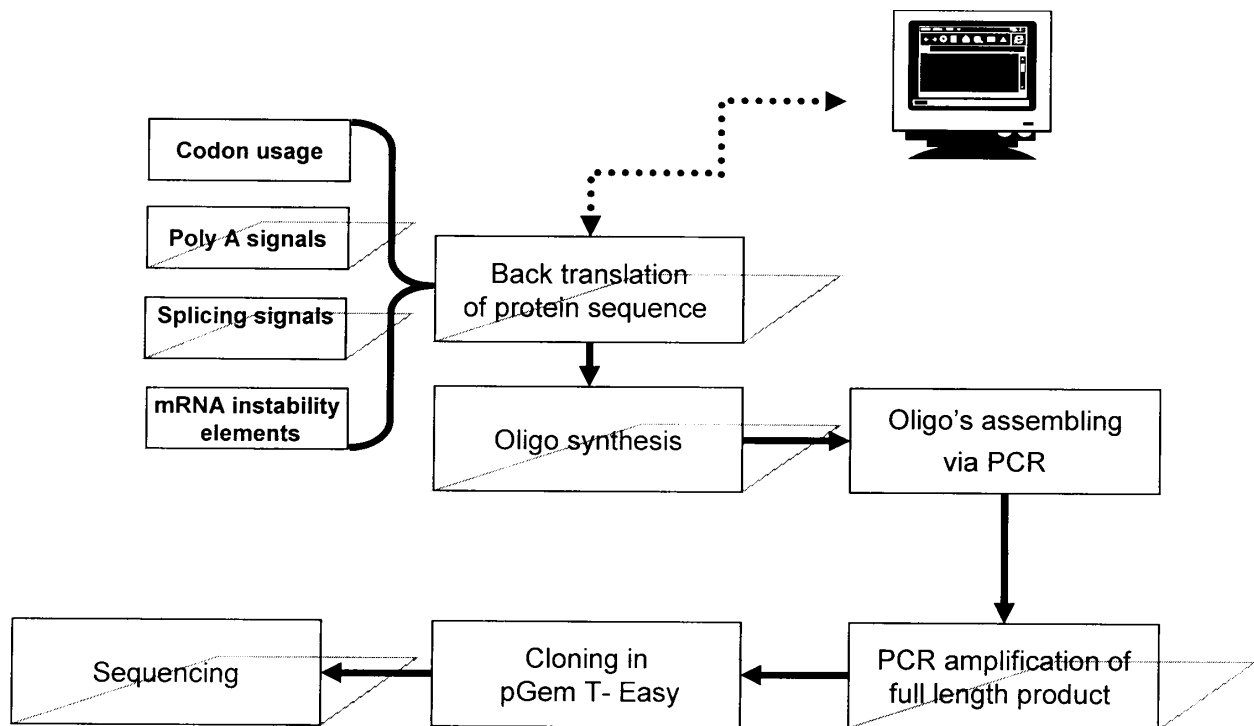 Codon usage
Poly A signals
Splicing signals
mRNA instability
elements
Back translation
of protein sequence
Oligo synthesis
Oligo's assembling
via PCR
PCR amplification of
full length product
Cloning in
pGem T- Easy
Sequencing